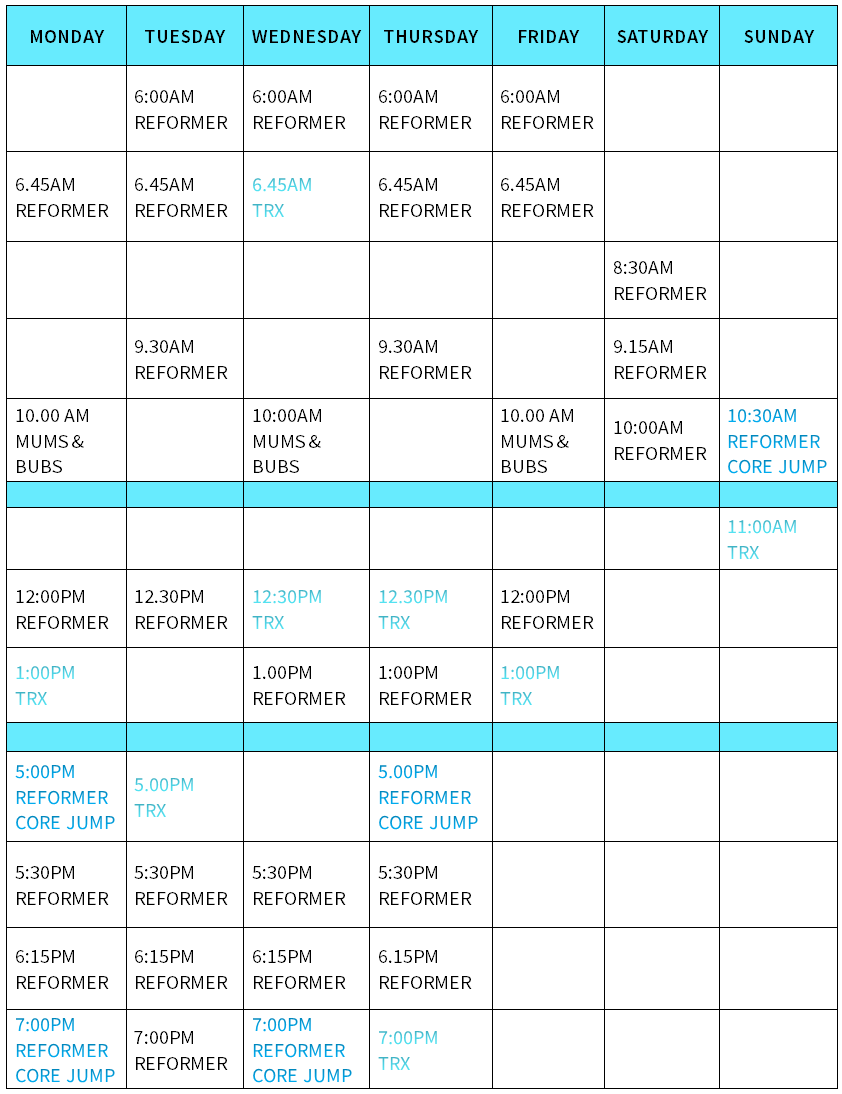 MONDAY TUESDAY WEDNESDAY THURSDAY FRIDAY SATURDAY SUNDAY
6:00AM 6:00AM 6:00AM 6:00AM
REFORMER REFORMER REFORMER REFORMER
6.45AM 6.45AM 6.45AM 6.45AM 6.45AM
REFORMER REFORMER TRX REFORMER REFORMER
8:30AM
REFORMER
9.30AM 9.30AM 9.15AM
REFORMER REFORMER REFORMER
10.00 AM 10:00AM 10.00 AM 10:00AM 10:30AM
MUMS & MUMS & MUMS & REFORMER REFORMER
BUBS BUBS BUBS CORE JUMP
11:00AM
TRX
12:00PM 12.30PM 12:30PM 12.30PM 12:00PM
REFORMER REFORMER TRX TRX REFORMER
1:00PM 1.00PM 1:00PM 1:00PM
TRX REFORMER REFORMER TRX
5:00PM 5.00PM 5.00PM
REFORMER TRX REFORMER
CORE JUMP CORE JUMP
5:30PM 5:30PM 5:30PM 5:30PM
REFORMER REFORMER REFORMER REFORMER
6:15PM 6:15PM 6:15PM 6.15PM
REFORMER REFORMER REFORMER REFORMER
7:00PM 7:00PM 7:00PM 7:00PM
REFORMER REFORMER REFORMER TRX
CORE JUMP CORE JUMP